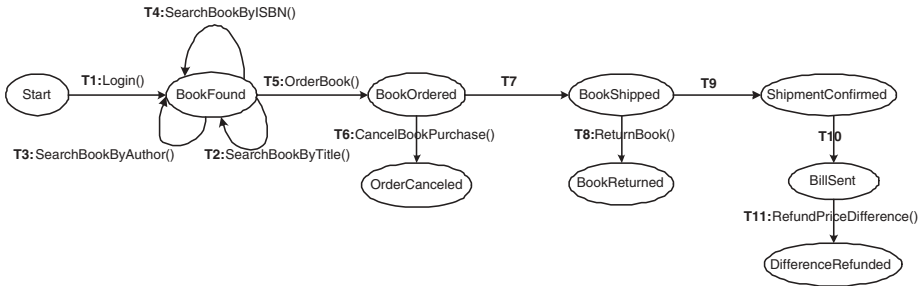 T4:SearchBookByISBN()
T1:Login()
T5:OrderBook()
T7
T9
Start
BookFound
BookOrdered
BookShipped
ShipmentConfirmed
T3:SearchBookByAuthor()
T2:SearchBookByTitle()
T6:CancelBookPurchase()
T8:ReturnBook()
T10
OrderCanceled
BookReturned
BillSent
T11:RefundPriceDifference()
DifferenceRefunded